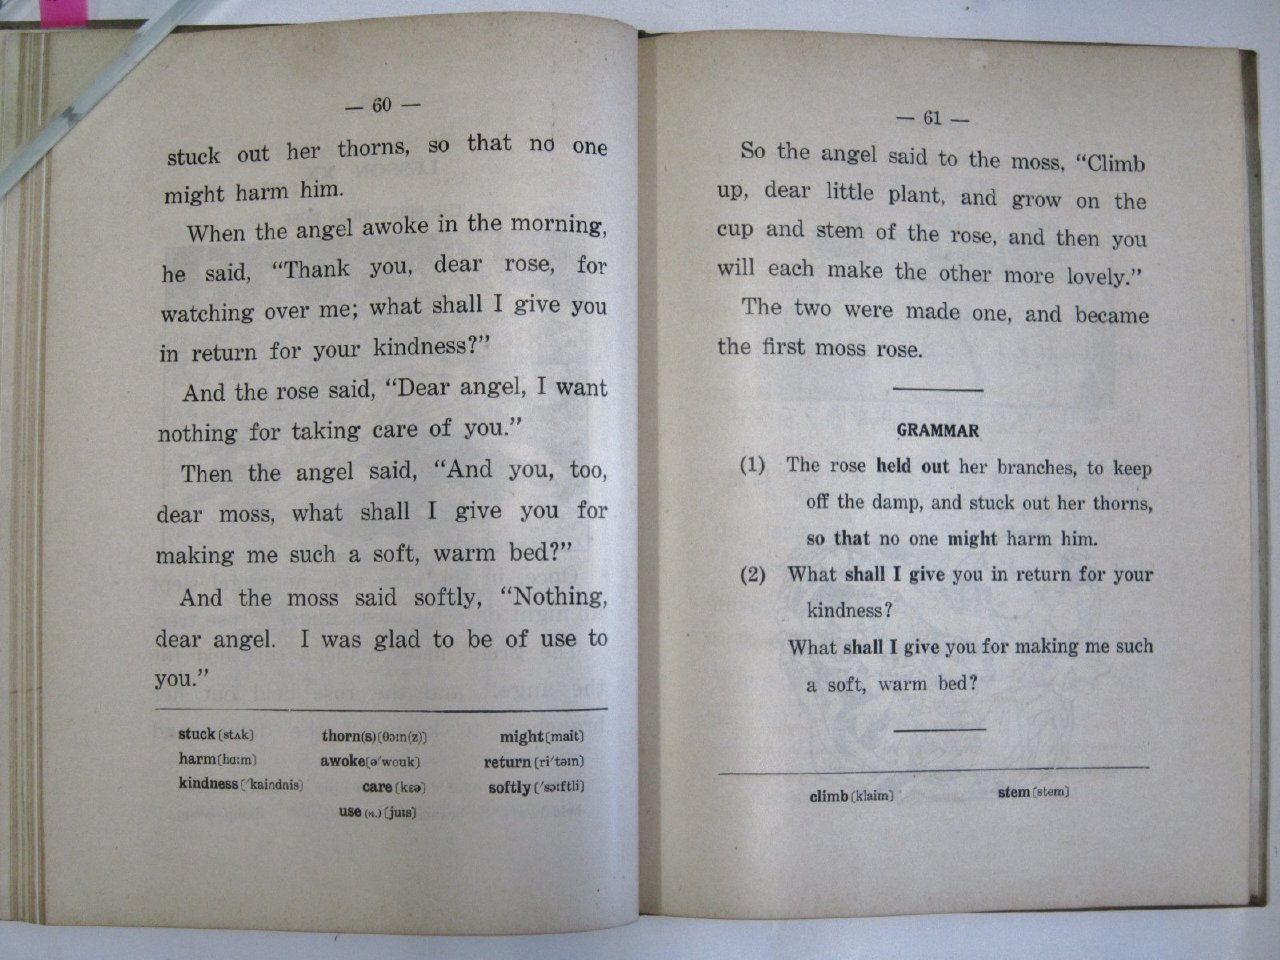 — 60 —
stuck out her thorns, so that no one
might harm him.
When the angel awoke in the morning,
he said, “Thank you, dear rose, for
watching over me; what shall I give you
in return for your kindness?”
And the rose said, “Dear angel, I want
nothing for taking care of you.”
Then the angel said, “And you, too,
dear moss, what shall I give you for
making me such a soft, warm bed?”
And the moss said softly, “Nothing,
dear angel. I was glad to be of use to
you.”
stuck [stʌk] thorn(s) [θɔːn(z)] might [mait]
harm [hɑːm] awoke [ə'wouk] return [ri'təːn]
kindness ['kaindnis] care [kɛə] softly ['sɔːftli]
use (n.) [juːs]
— 61 —
So the angel said to the moss, “Climb
up, dear little plant, and grow on the
cup and stem of the rose, and then you
will each make the other more lovely.”
The two were made one, and became
the first moss rose.
GRAMMAR
(1) The rose held out her branches, to keep
off the damp, and stuck out her thorns,
so that no one might harm him.
(2) What shall I give you in return for your
kindness?
What shall I give you for making me such
a soft, warm bed?
climb [klaim] stem [stem]